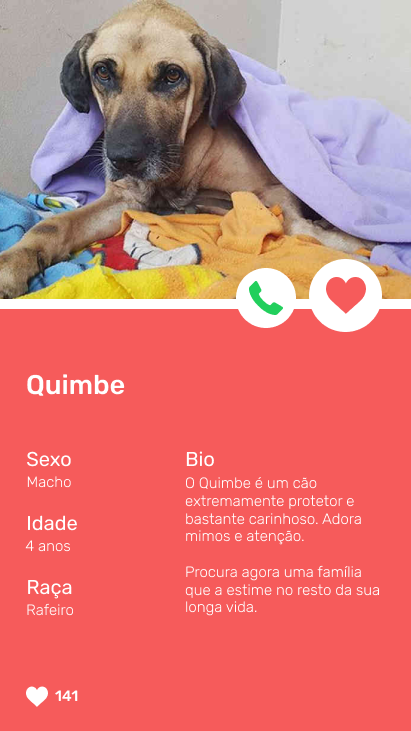 Quimbe
Sexo
Macho
Idade
4 anos
Raça
Rafeiro
Bio
O Quimbe é um cão
extremamente protetor e
bastante carinhoso. Adora
mimos e atenção.
Procura agora uma família
que a estime no resto da sua
longa vida.
141